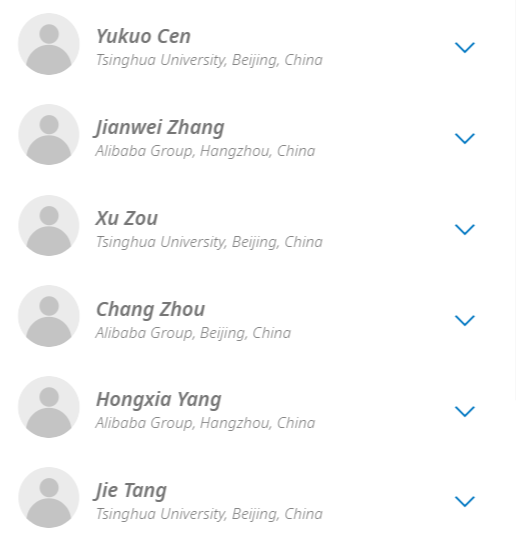 Yukuo Cen
Tsinghua University, Beijing, China
Jianwei Zhang
Alibaba Group, Hangzhou, China
Xu Zou
Tsinghua University, Beijing, China
Chang Zhou
Alibaba Group, Beijing, China
Hongxia Yang
Alibaba Group, Hangzhou, China
Jie Tang
Tsinghua University, Beijing, China